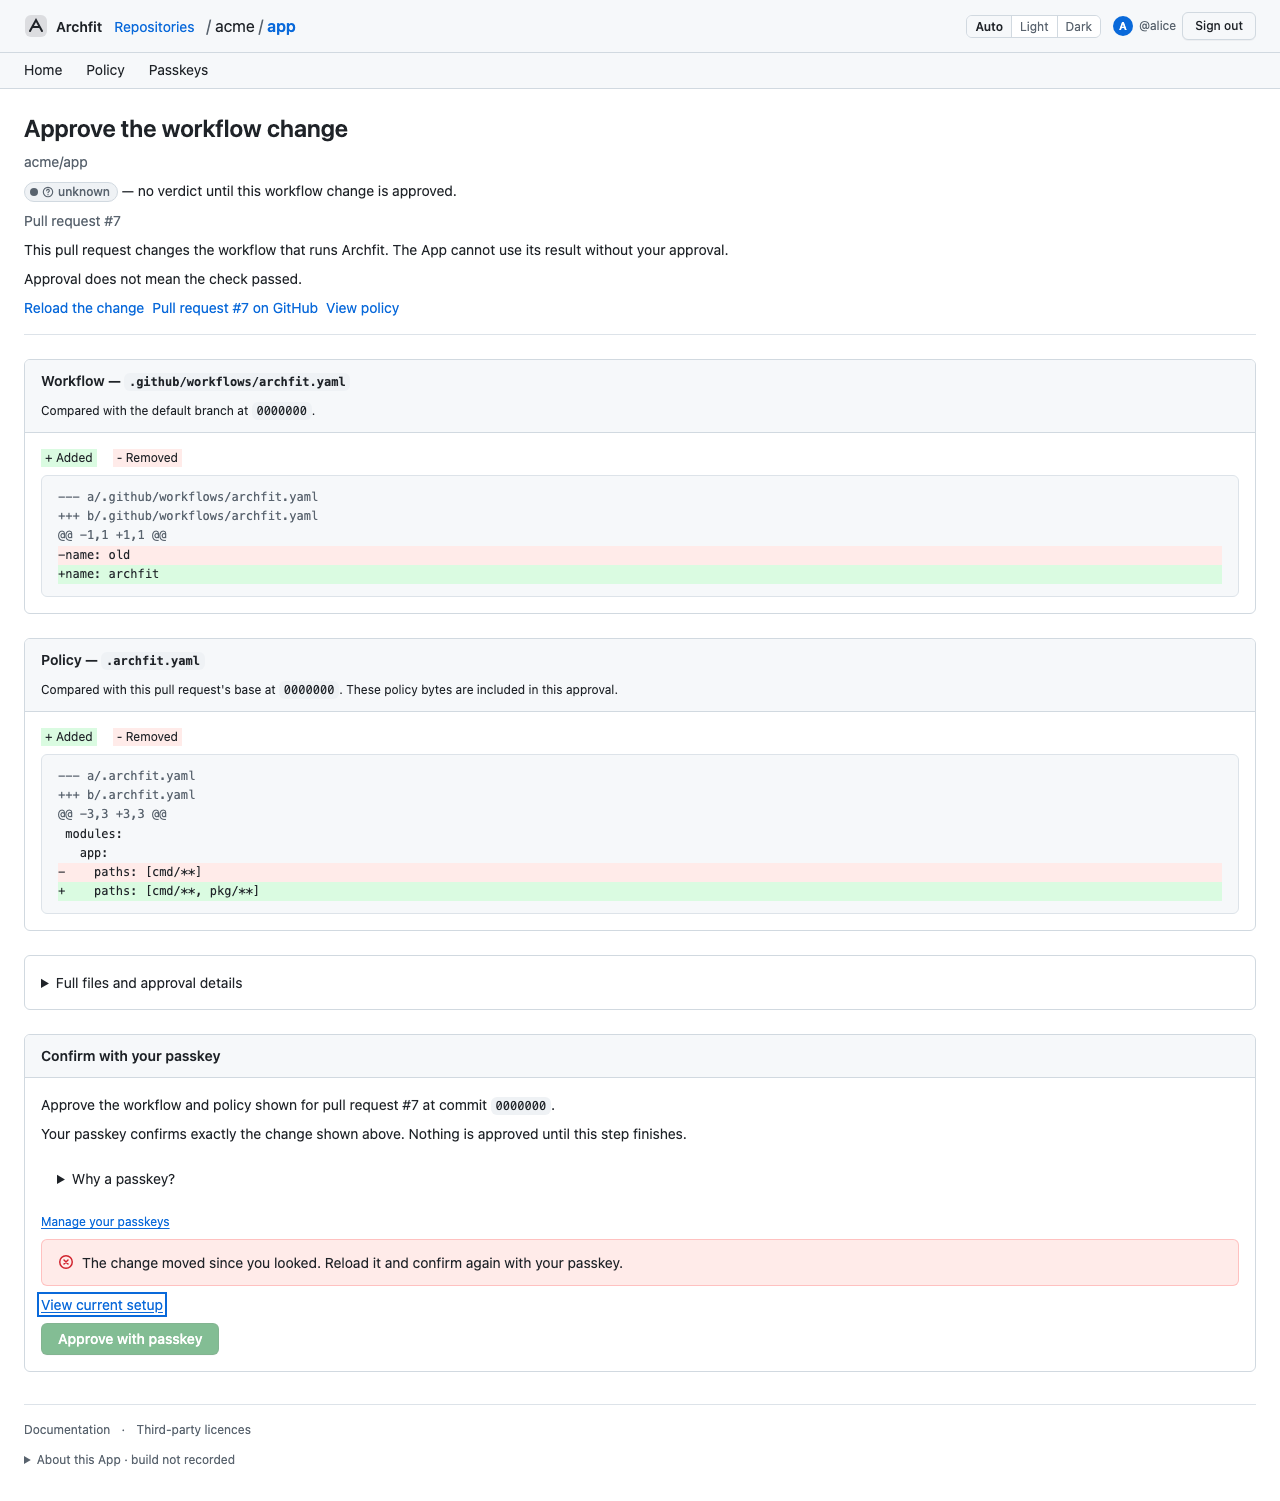 Archfit Repositories / acme / app Auto Light Dark A @alice Sign out
Home Policy Passkeys
Approve the workflow change
acme/app
unknown — no verdict until this workflow change is approved.
Pull request #7
This pull request changes the workflow that runs Archfit. The App cannot use its result without your approval.
Approval does not mean the check passed.
Reload the change Pull request #7 on GitHub View policy
Workflow — .github/workflows/archfit.yaml
Compared with the default branch at 0000000 .
+ Added - Removed
--- a/.github/workflows/archfit.yaml
+++ b/.github/workflows/archfit.yaml
@@ -1,1 +1,1 @@
-name: old
+name: archfit
Policy — .archfit.yaml
Compared with this pull request's base at 0000000 . These policy bytes are included in this approval.
+ Added - Removed
--- a/.archfit.yaml
+++ b/.archfit.yaml
@@ -3,3 +3,3 @@
 modules:
   app:
-    paths: [cmd/**]
+    paths: [cmd/**, pkg/**]
Full files and approval details
Confirm with your passkey
Approve the workflow and policy shown for pull request #7 at commit 0000000 .
Your passkey confirms exactly the change shown above. Nothing is approved until this step finishes.
Why a passkey?
Manage your passkeys
The change moved since you looked. Reload it and confirm again with your passkey.
View current setup
Approve with passkey
Documentation · Third-party licences
About this App · build not recorded